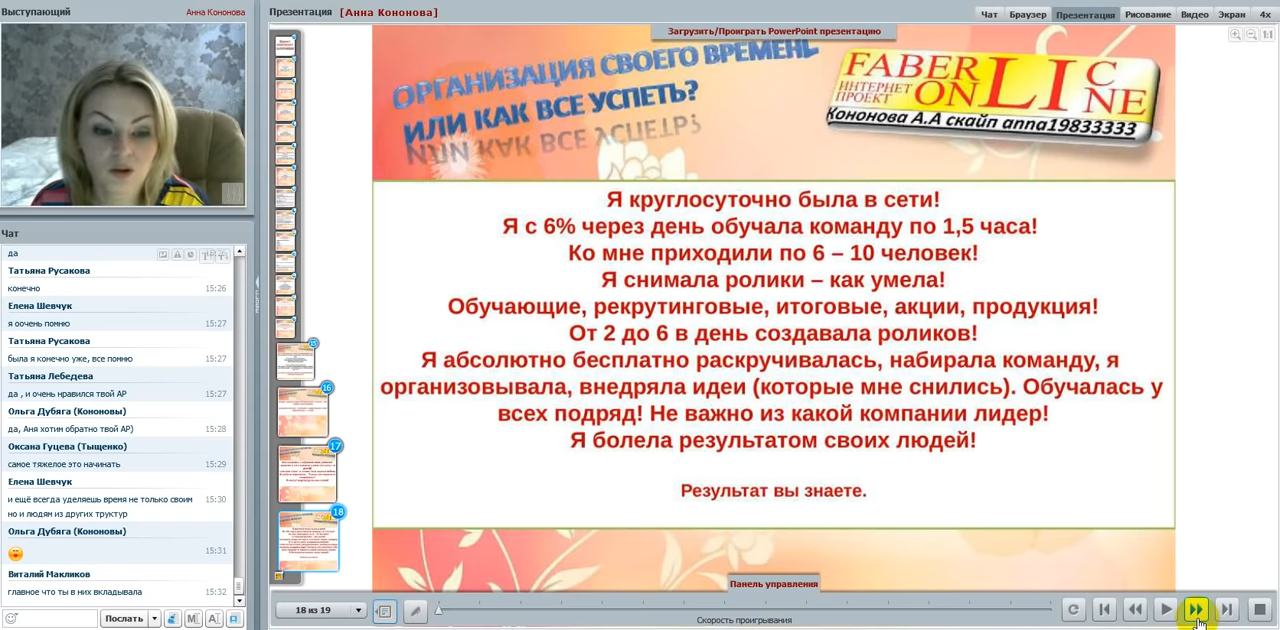 Выступающий
Анна Кононова
Презентация [Анна Кононова]
Чат Браузер Презентация Рисование Видео Экран 4x
Загрузить/Проиграть PowerPoint презентацию
1:1
ОРГАНИЗАЦИЯ СВОЕГО ВРЕМЕНЬ
ИЛИ КАК ВСЕ УСПЕТЬ?
FABERLIC
ИНТЕРНЕТ
ПРОЕКТ
ONLINE
Кононова А.А скайп anna19833333
Я круглосуточно была в сети!
Я с 6% через день обучала команду по 1,5 часа!
Ко мне приходили по 6 – 10 человек!
Я снимала ролики – как умела!
Обучающие, рекрутинговые, итоговые, акции, продукция!
От 2 до 6 в день создавала роликов!
Я абсолютно бесплатно раскручивалась, набирала команду, я
организовывала, внедряла идеи (которые мне снились). Обучалась у
всех подряд! Не важно из какой компании лидер!
Я болела результатом своих людей!
Результат вы знаете.
15
16
17
18
Чат
да
Татьяна Русакова
конечно 15:26
Елена Шевчук
я оочень помню 15:27
Татьяна Русакова
была я конечно уже, все помню 15:27
Татьяна Лебедева
да , и очень нравился твой АР 15:27
Ольга Дубяга (Кононовы)
да, Аня хотим обратно твой АР) 15:28
Оксана Гуцева (Тыщенко)
самое тяжелое это начинать 15:29
Елена Шевчук
и ещё всегда уделяешь время не только своим 15:30
но и людям из других труктур
Ольга Дубяга (Кононовы)
15:31
Виталий Макликов
главное что ты в них вкладывала 15:32
Послать
Панель управления
18 из 19
Скорость проигрывания